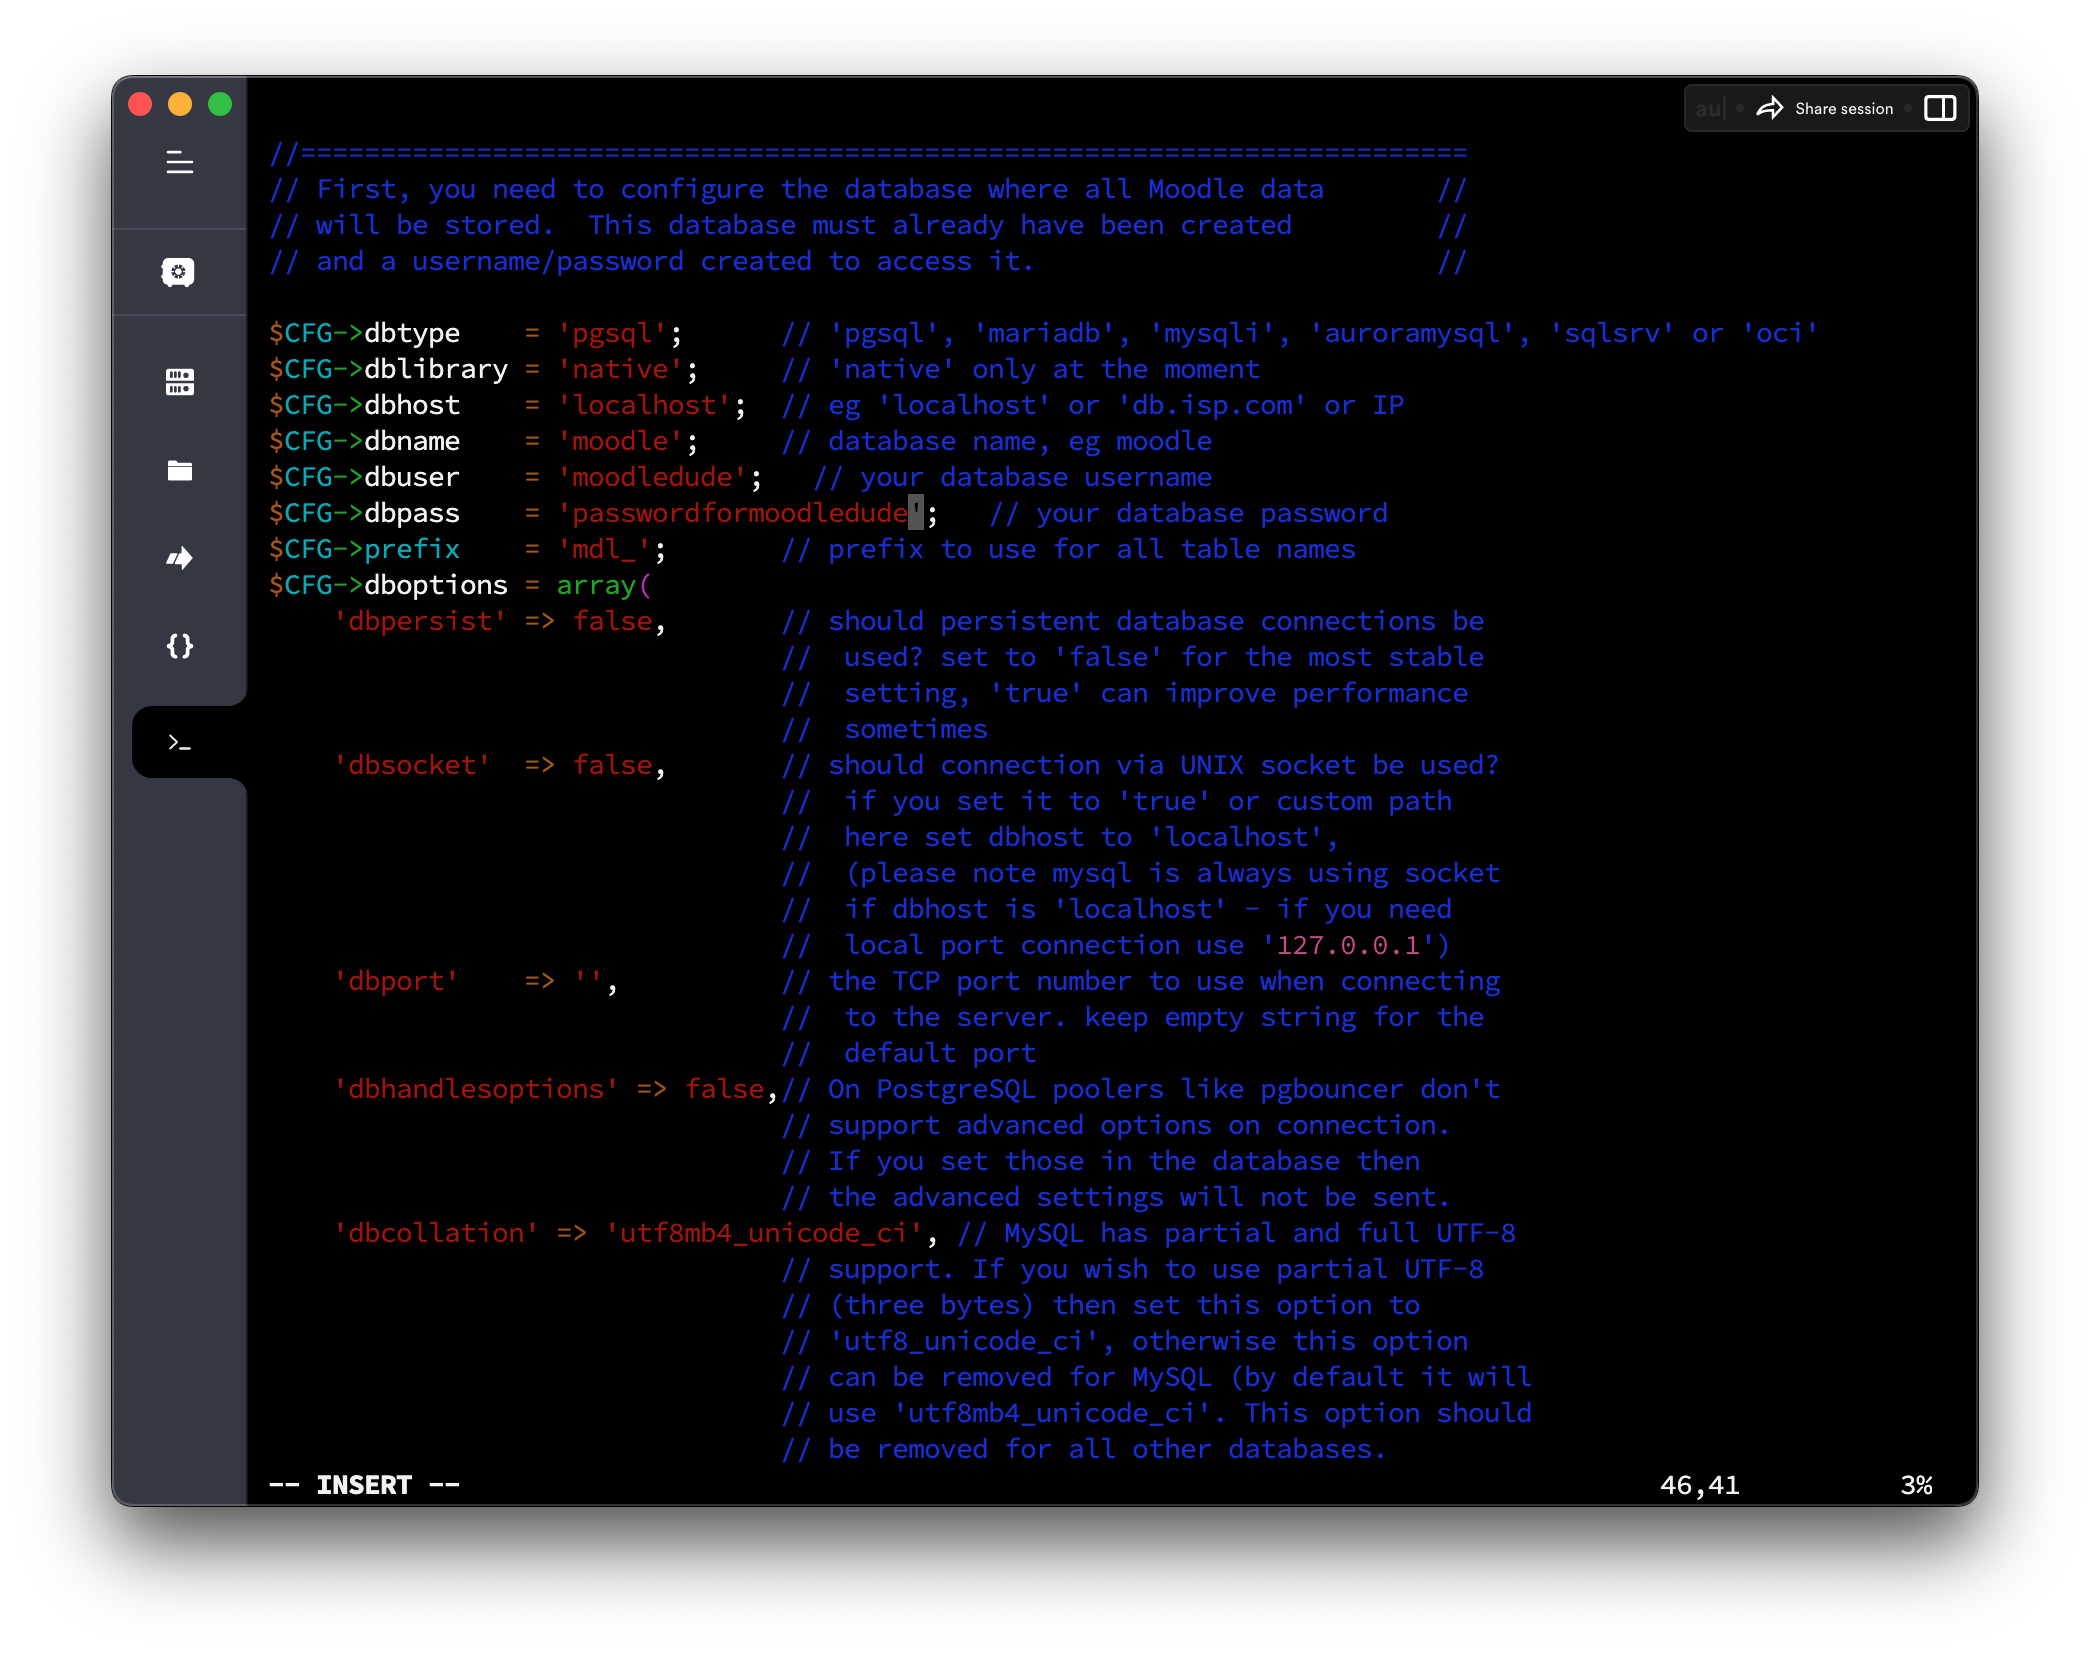 au| • Share session •
//=========================================================================
// First, you need to configure the database where all Moodle data       //
// will be stored.  This database must already have been created         //
// and a username/password created to access it.                         //
$CFG->dbtype    = 'pgsql';      // 'pgsql', 'mariadb', 'mysqli', 'auroramysql', 'sqlsrv' or 'oci'
$CFG->dblibrary = 'native';     // 'native' only at the moment
$CFG->dbhost    = 'localhost';  // eg 'localhost' or 'db.isp.com' or IP
$CFG->dbname    = 'moodle';     // database name, eg moodle
$CFG->dbuser    = 'moodledude';   // your database username
$CFG->dbpass    = 'passwordformoodledude';   // your database password
$CFG->prefix    = 'mdl_';       // prefix to use for all table names
$CFG->dboptions = array(
    'dbpersist' => false,       // should persistent database connections be
                                //  used? set to 'false' for the most stable
                                //  setting, 'true' can improve performance
                                //  sometimes
    'dbsocket'  => false,       // should connection via UNIX socket be used?
                                //  if you set it to 'true' or custom path
                                //  here set dbhost to 'localhost',
                                //  (please note mysql is always using socket
                                //  if dbhost is 'localhost' - if you need
                                //  local port connection use '127.0.0.1')
    'dbport'    => '',          // the TCP port number to use when connecting
                                //  to the server. keep empty string for the
                                //  default port
    'dbhandlesoptions' => false,// On PostgreSQL poolers like pgbouncer don't
                                // support advanced options on connection.
                                // If you set those in the database then
                                // the advanced settings will not be sent.
    'dbcollation' => 'utf8mb4_unicode_ci', // MySQL has partial and full UTF-8
                                // support. If you wish to use partial UTF-8
                                // (three bytes) then set this option to
                                // 'utf8_unicode_ci', otherwise this option
                                // can be removed for MySQL (by default it will
                                // use 'utf8mb4_unicode_ci'. This option should
                                // be removed for all other databases.
-- INSERT --                                                                           46,41          3%